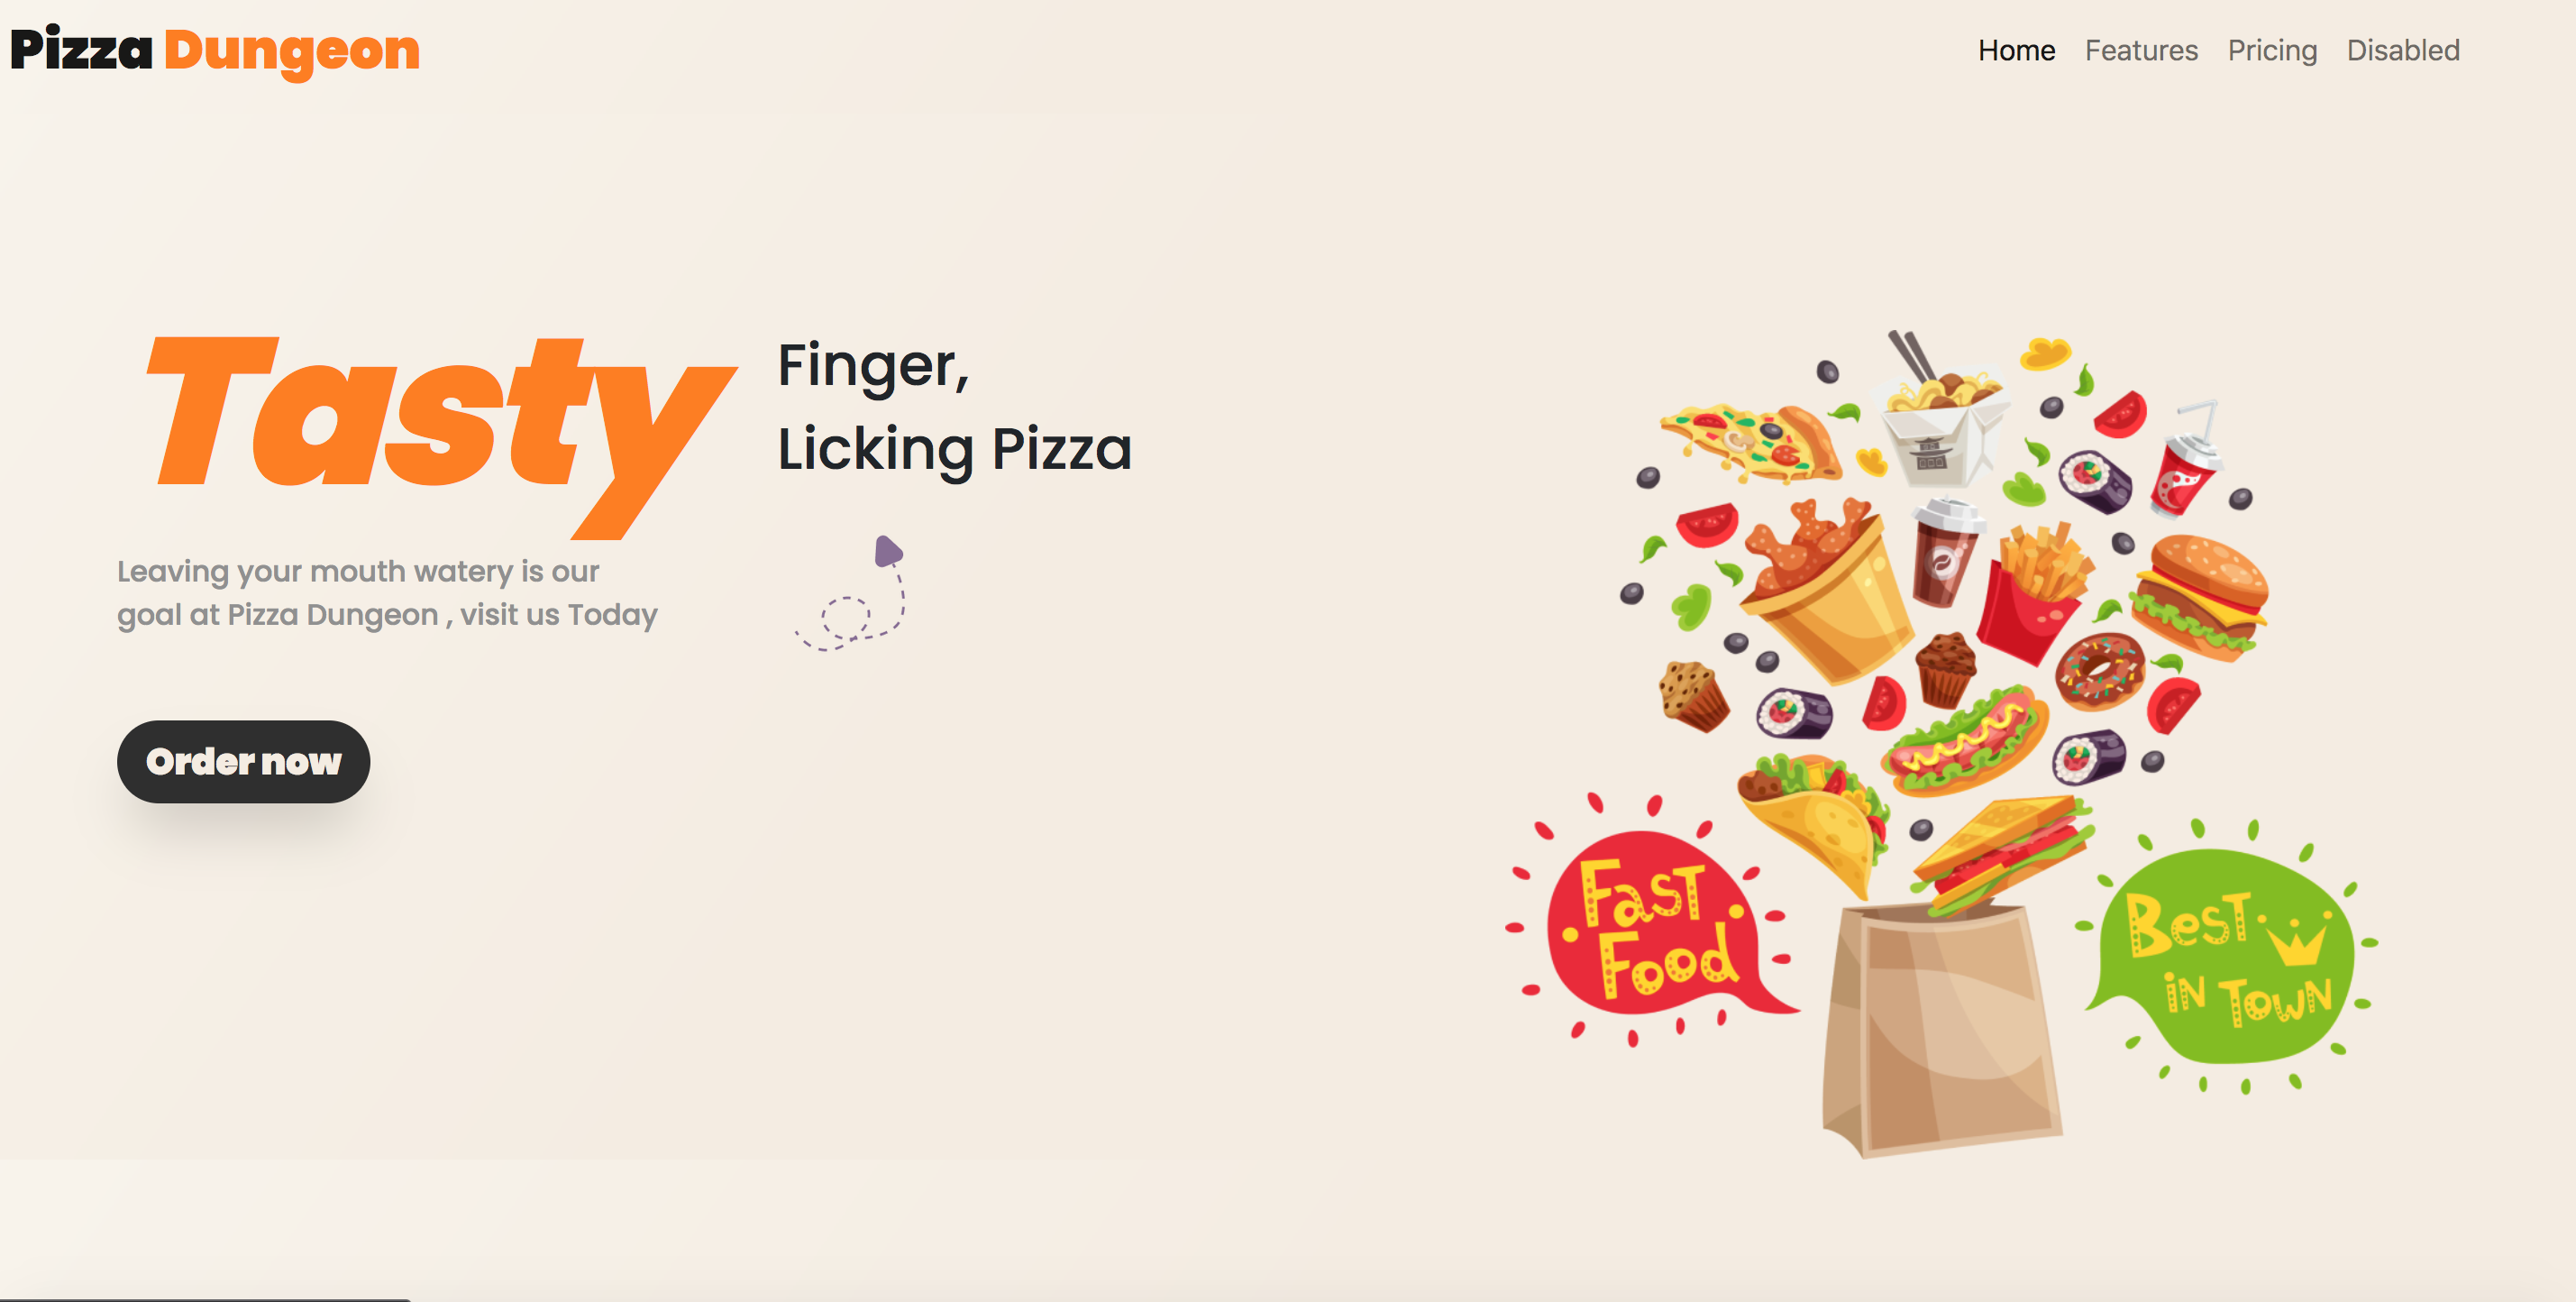 Pizza Dungeon
Home Features Pricing Disabled
Tasty
Finger,
Licking Pizza
Leaving your mouth watery is our
goal at Pizza Dungeon , visit us Today
Order now
Fast
Food
Best
in Town